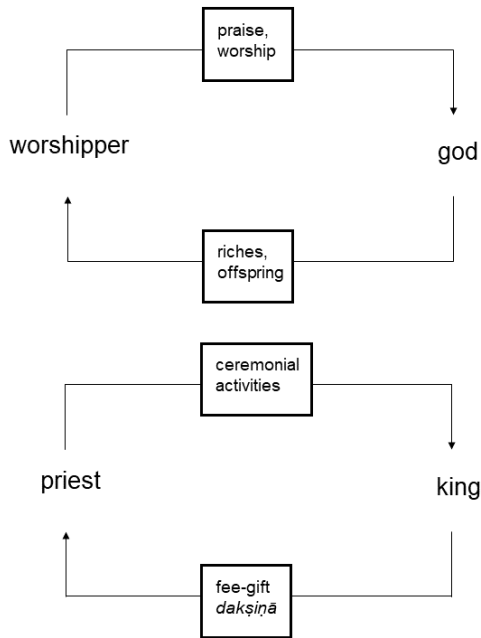 praise,
worship
worshipper
god
riches,
offspring
ceremonial
activities
priest
king
fee-gift
dakṣiṇā